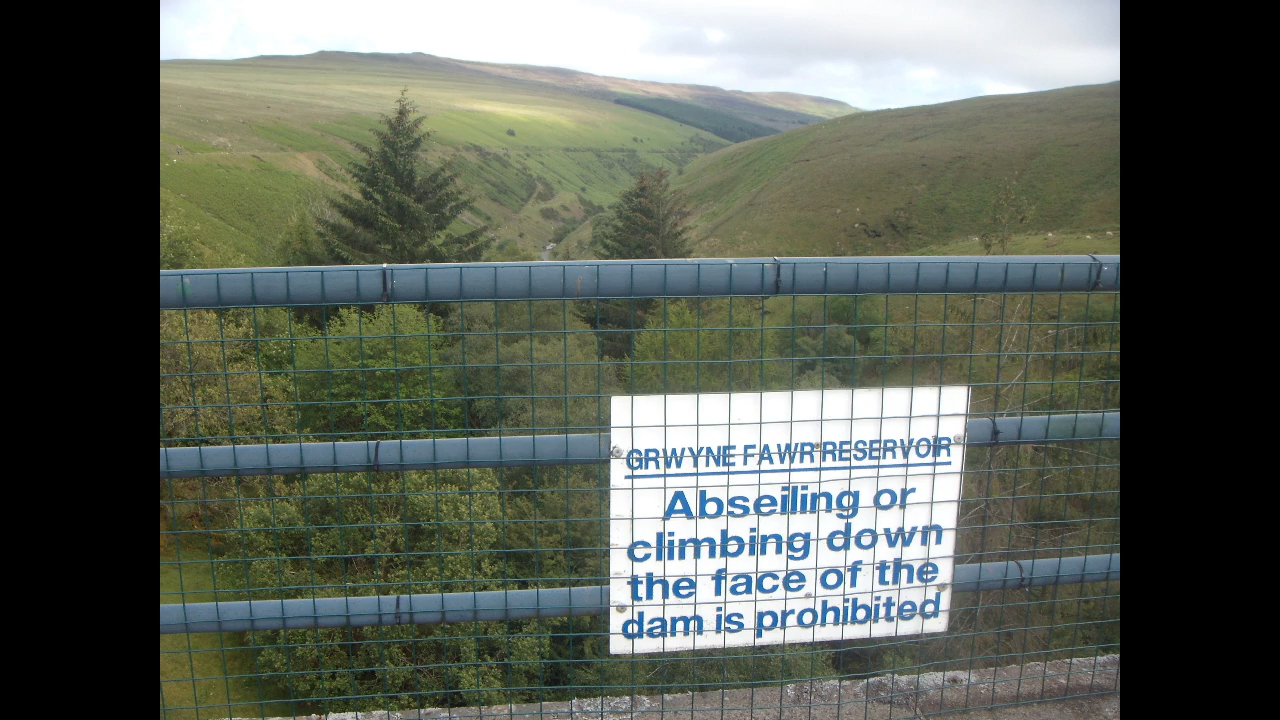 GRWYNE FAWR RESERVOIR
Abseiling or
climbing down
the face of the
dam is prohibited